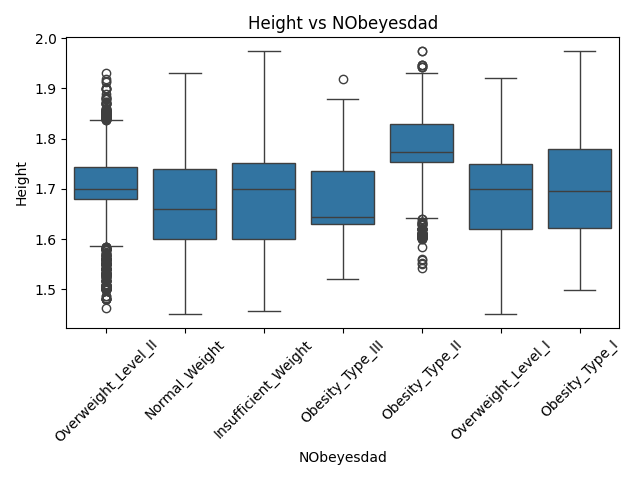 Height vs NObeyesdad
2.0
1.9
1.8
1.7
1.6
1.5
Height
Overweight_Level_II
Normal_Weight
Insufficient_Weight
Obesity_Type_III
Obesity_Type_II
Overweight_Level_I
Obesity_Type_I
NObeyesdad